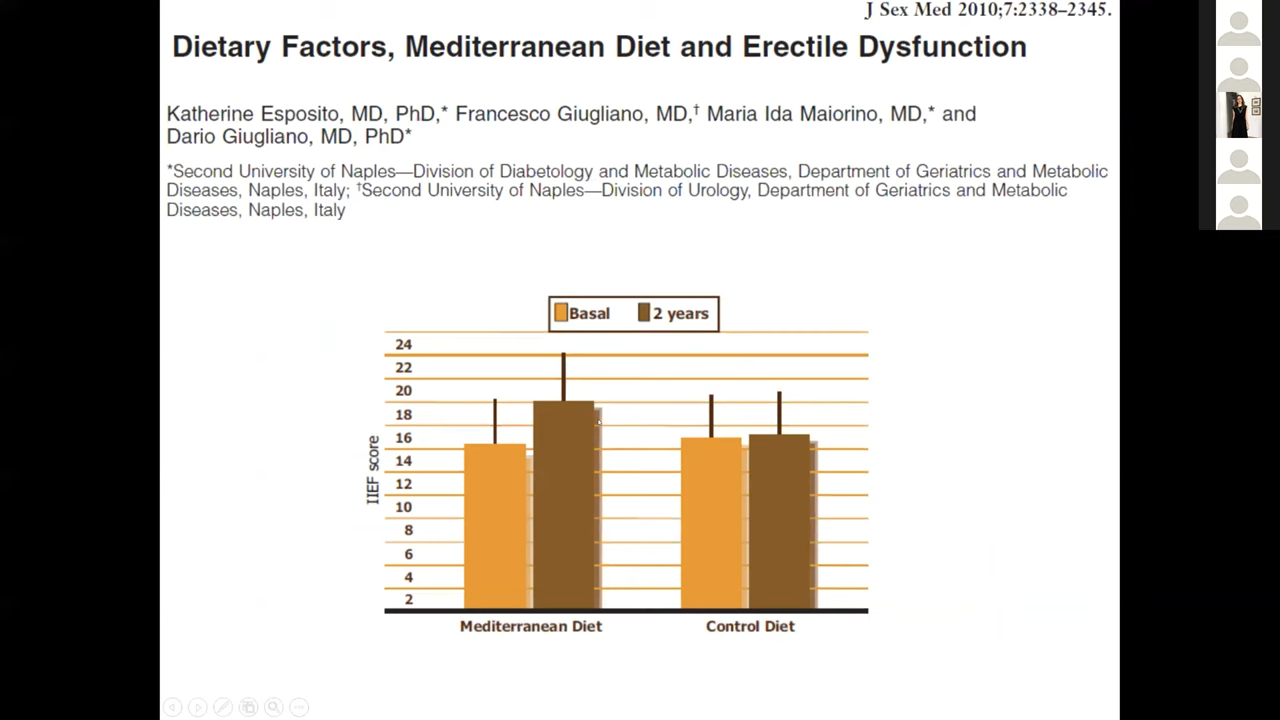 J Sex Med 2010;7:2338–2345.
Dietary Factors, Mediterranean Diet and Erectile Dysfunction
Katherine Esposito, MD, PhD,* Francesco Giugliano, MD,† Maria Ida Maiorino, MD,* and
Dario Giugliano, MD, PhD*
*Second University of Naples—Division of Diabetology and Metabolic Diseases, Department of Geriatrics and Metabolic
Diseases, Naples, Italy; †Second University of Naples—Division of Urology, Department of Geriatrics and Metabolic
Diseases, Naples, Italy
Basal 2 years
24
22
20
18
16
14
12
10
8
6
4
2
IIEF score
Mediterranean Diet Control Diet